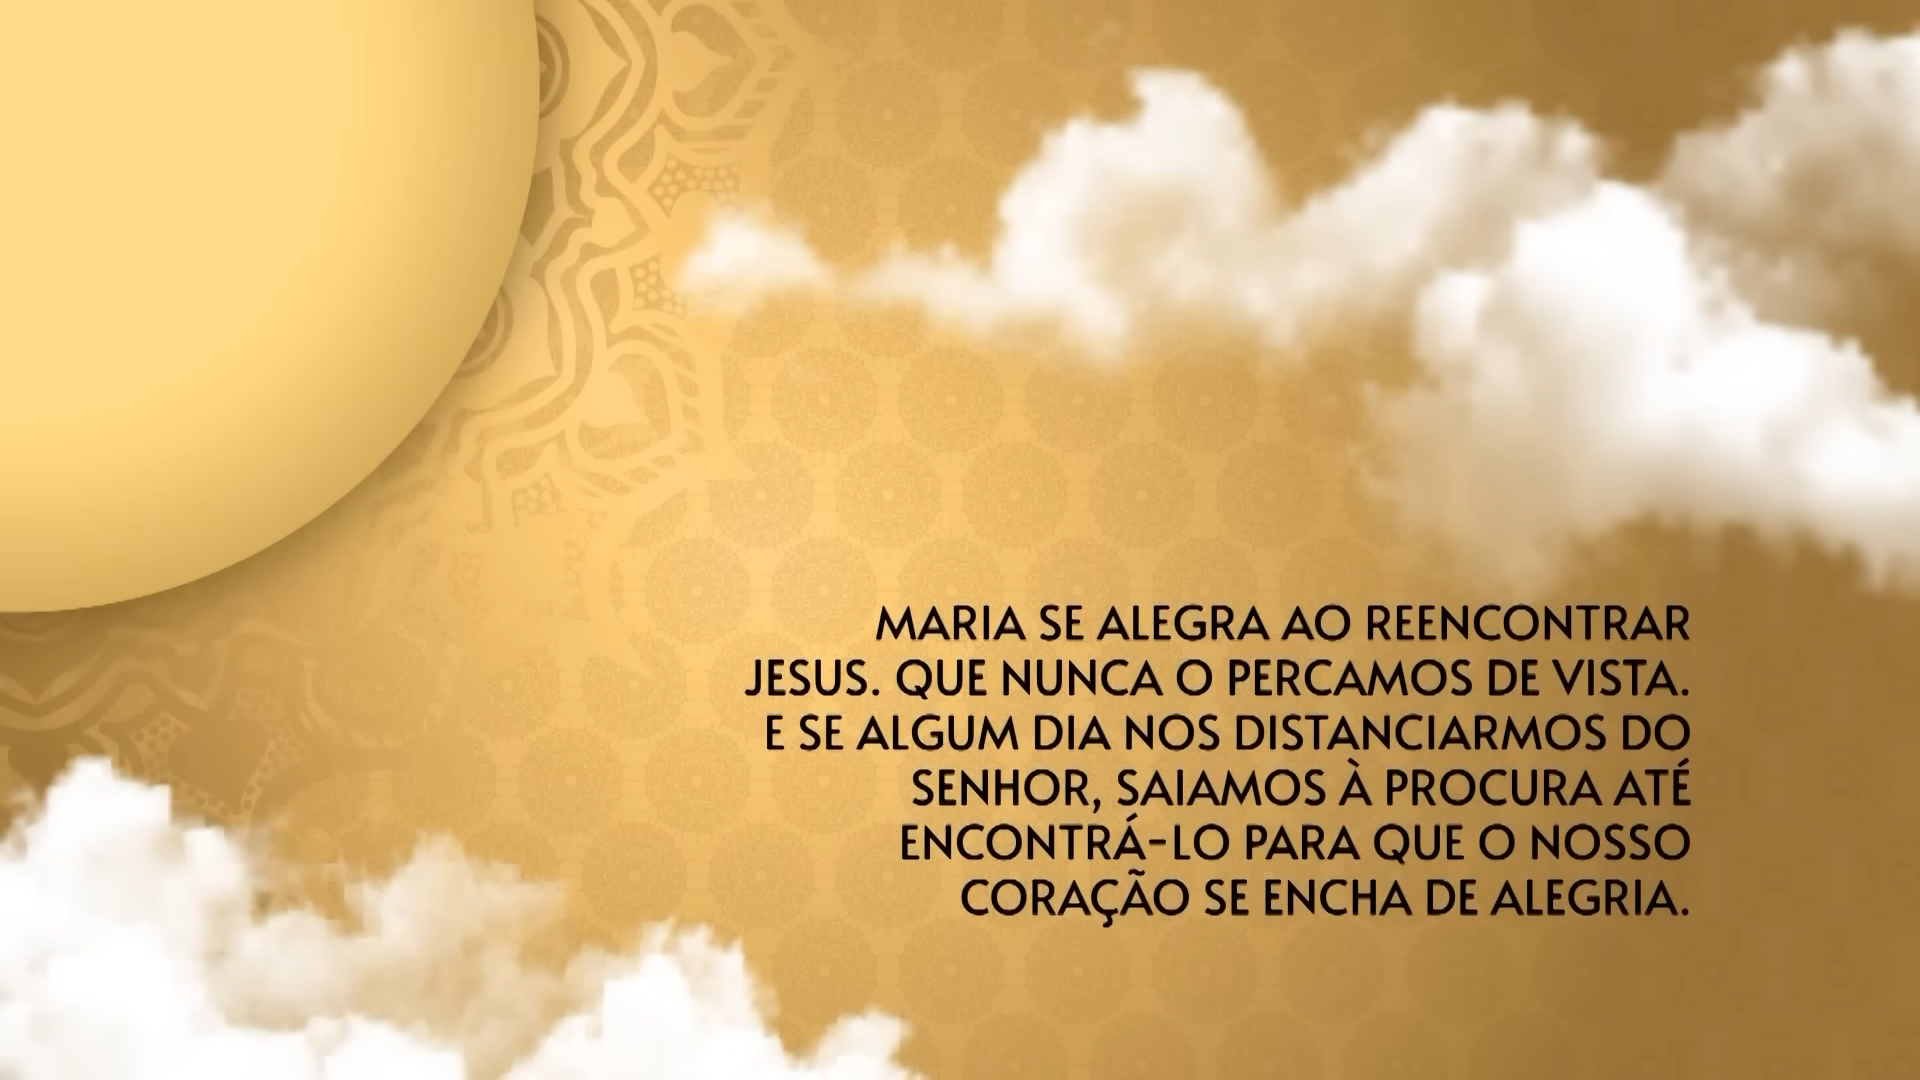 MARIA SE ALEGRA AO REENCONTRAR
JESUS. QUE NUNCA O PERCAMOS DE VISTA.
E SE ALGUM DIA NOS DISTANCIARMOS DO
SENHOR, SAIAMOS À PROCURA ATÉ
ENCONTRÁ-LO PARA QUE O NOSSO
CORAÇÃO SE ENCHA DE ALEGRIA.